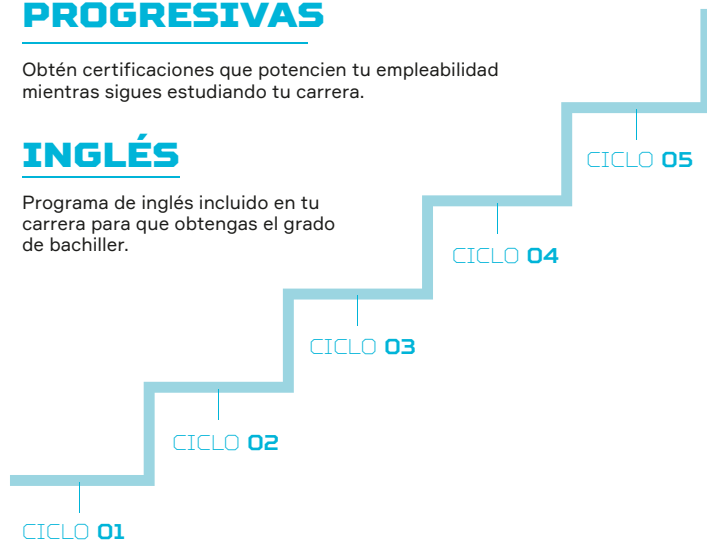 PROGRESIVAS
Obtén certificaciones que potencien tu empleabilidad
mientras sigues estudiando tu carrera.
INGLÉS
Programa de inglés incluido en tu
carrera para que obtengas el grado
de bachiller.
CICLO 05
CICLO 04
CICLO 03
CICLO 02
CICLO 01